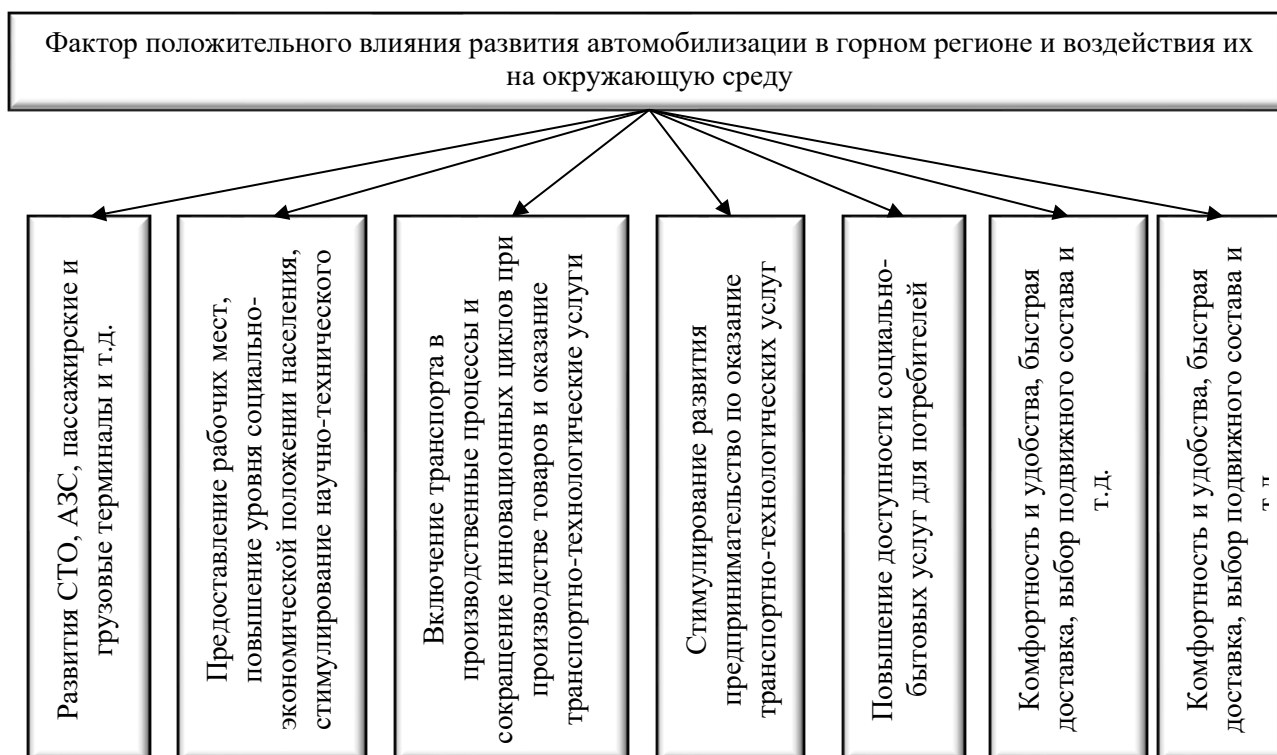 Фактор положительного влияния развития автомобилизации в горном регионе и воздействия их
на окружающую среду
Развития СТО, АЗС, пассажирские и
грузовые терминалы и т.д.
Предоставление рабочих мест,
повышение уровня социально-
экономической положении населения,
стимулирование научно-технического
Включение транспорта в
производственные процессы и
сокращение инновационных циклов при
производстве товаров и оказание
транспортно-технологические услуги
Стимулирование развития
предпринимательство по оказание
транспортно-технологических услуг
Повышение доступности социально-
бытовых услуг для потребителей
Комфортность и удобства, быстрая
доставка, выбор подвижного состава и
т.д.
Комфортность и удобства, быстрая
доставка, выбор подвижного состава и
т.д.